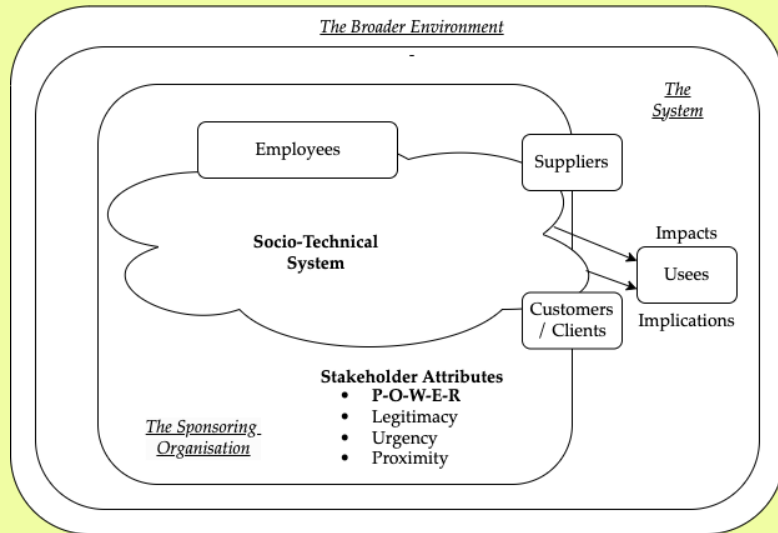 The Broader Environment
-
The
System
Employees
Suppliers
Socio-Technical
System
Impacts
Usees
Implications
Customers
/ Clients
Stakeholder Attributes
• P-O-W-E-R
• Legitimacy
• Urgency
• Proximity
The Sponsoring
Organisation